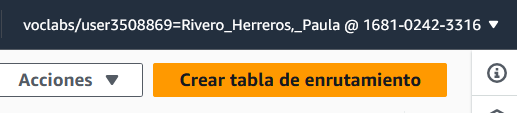 voclabs/user3508869=Rivero_Herreros,_Paula @ 1681-0242-3316
Acciones
Crear tabla de enrutamiento